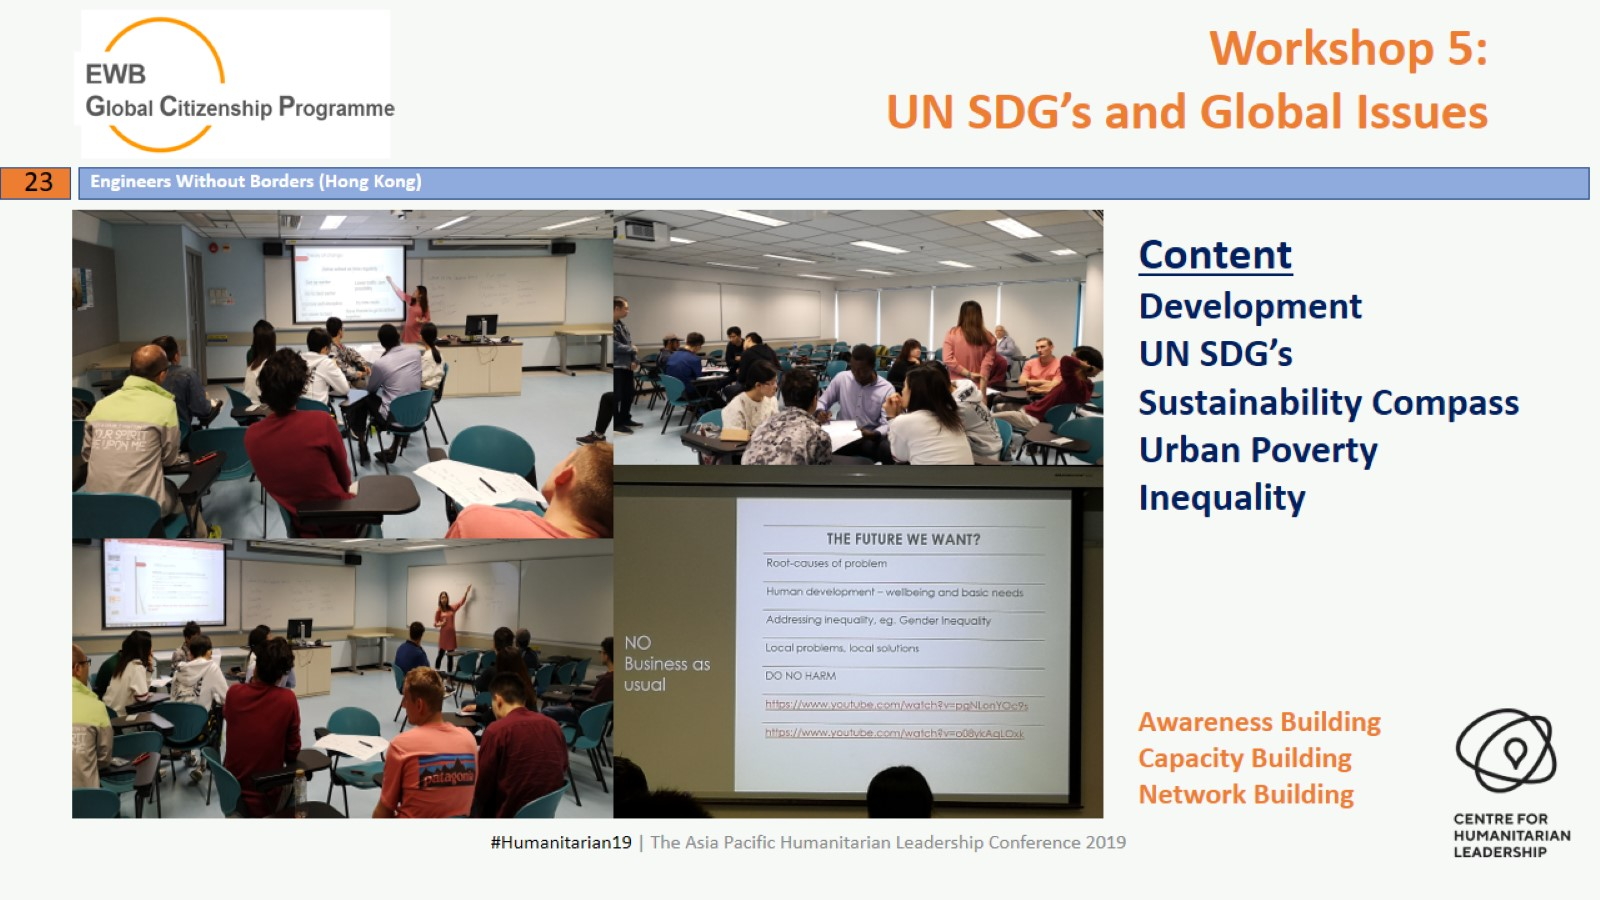 EWB
Global Citizenship Programme
Workshop 5:
UN SDG's and Global Issues
23
Engineers Without Borders (Hong Kong)
Content
Development
UN SDG's
Sustainability Compass
Urban Poverty
Inequality
THE FUTURE WE WANT?
Root-causes of problem
Human development – wellbeing and basic needs
Addressing inequality, eg. Gender Inequality
Local problems, local solutions
DO NO HARM
NO
Business as
usual
patagonia
Awareness Building
Capacity Building
Network Building
CENTRE FOR
HUMANITARIAN
LEADERSHIP
#Humanitarian19 | The Asia Pacific Humanitarian Leadership Conference 2019